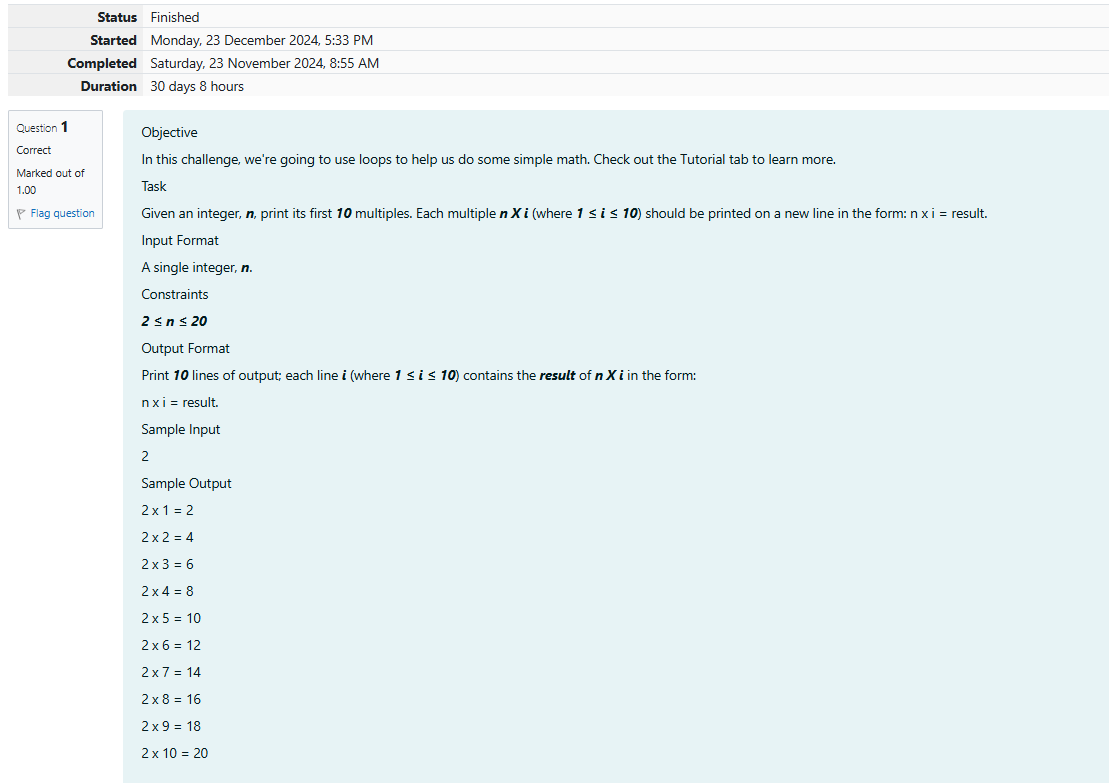 Status Finished
Started Monday, 23 December 2024, 5:33 PM
Completed Saturday, 23 November 2024, 8:55 AM
Duration 30 days 8 hours
Question 1
Correct
Marked out of
1.00
Flag question
Objective
In this challenge, we're going to use loops to help us do some simple math. Check out the Tutorial tab to learn more.
Task
Given an integer, n, print its first 10 multiples. Each multiple n X i (where 1 ≤ i ≤ 10) should be printed on a new line in the form: n x i = result.
Input Format
A single integer, n.
Constraints
2 ≤ n ≤ 20
Output Format
Print 10 lines of output; each line i (where 1 ≤ i ≤ 10) contains the result of n X i in the form:
n x i = result.
Sample Input
2
Sample Output
2 x 1 = 2
2 x 2 = 4
2 x 3 = 6
2 x 4 = 8
2 x 5 = 10
2 x 6 = 12
2 x 7 = 14
2 x 8 = 16
2 x 9 = 18
2 x 10 = 20